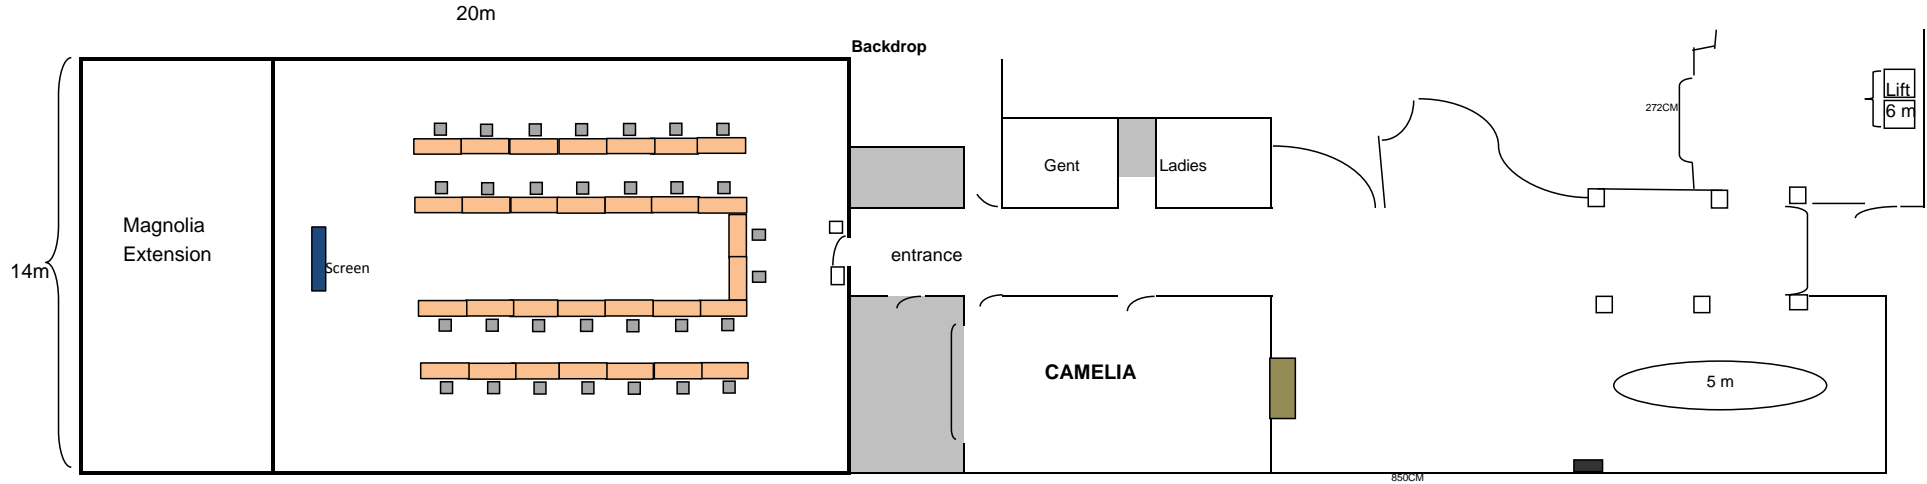 20m
Backdrop
272CM
Lift
6 m
Gent
Ladies
Magnolia
Extension
14m
Screen
entrance
CAMELIA
5 m
850CM